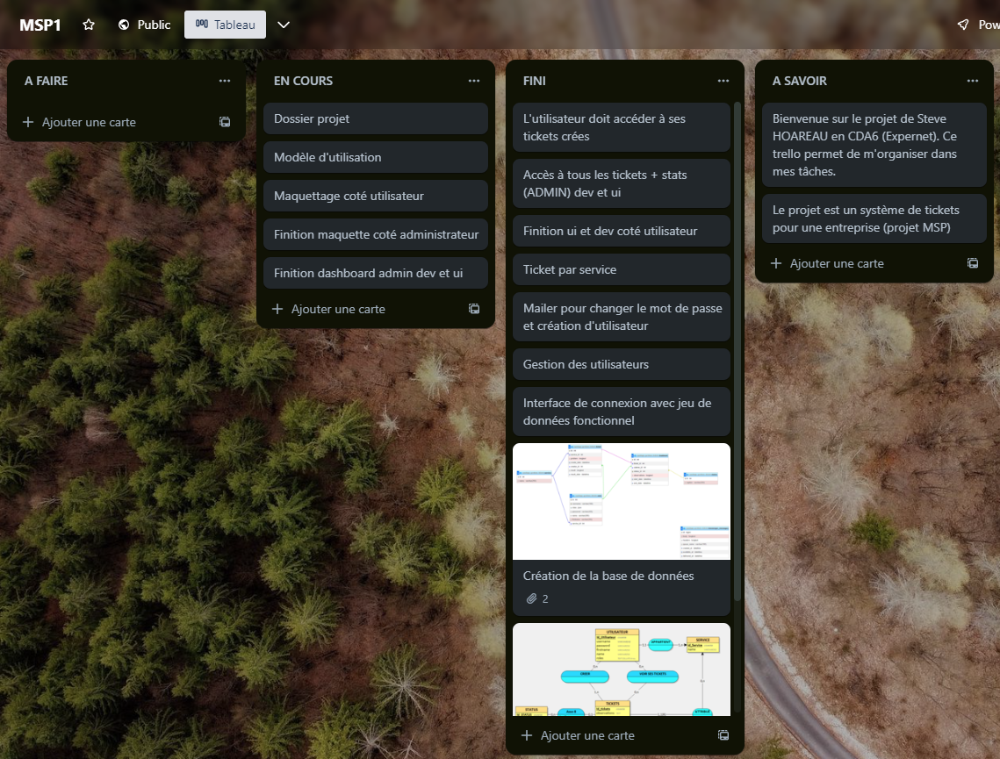 MSP1
Public
Tableau
Pow
A FAIRE
Ajouter une carte
EN COURS
Dossier projet
Modèle d'utilisation
Maquettage coté utilisateur
Finition maquette coté administrateur
Finition dashboard admin dev et ui
Ajouter une carte
FINI
L'utilisateur doit accéder à ses
tickets crées
Accès à tous les tickets + stats
(ADMIN) dev et ui
Finition ui et dev coté utilisateur
Ticket par service
Mailer pour changer le mot de passe
et création d'utilisateur
Gestion des utilisateurs
Interface de connexion avec jeu de
données fonctionnel
Création de la base de données
2
UTILISATEUR
SERVICE
TICKETS
STATUS
Ajouter une carte
A SAVOIR
Bienvenue sur le projet de Steve
HOAREAU en CDA6 (Expernet). Ce
trello permet de m'organiser dans
mes tâches.
Le projet est un système de tickets
pour une entreprise (projet MSP)
Ajouter une carte